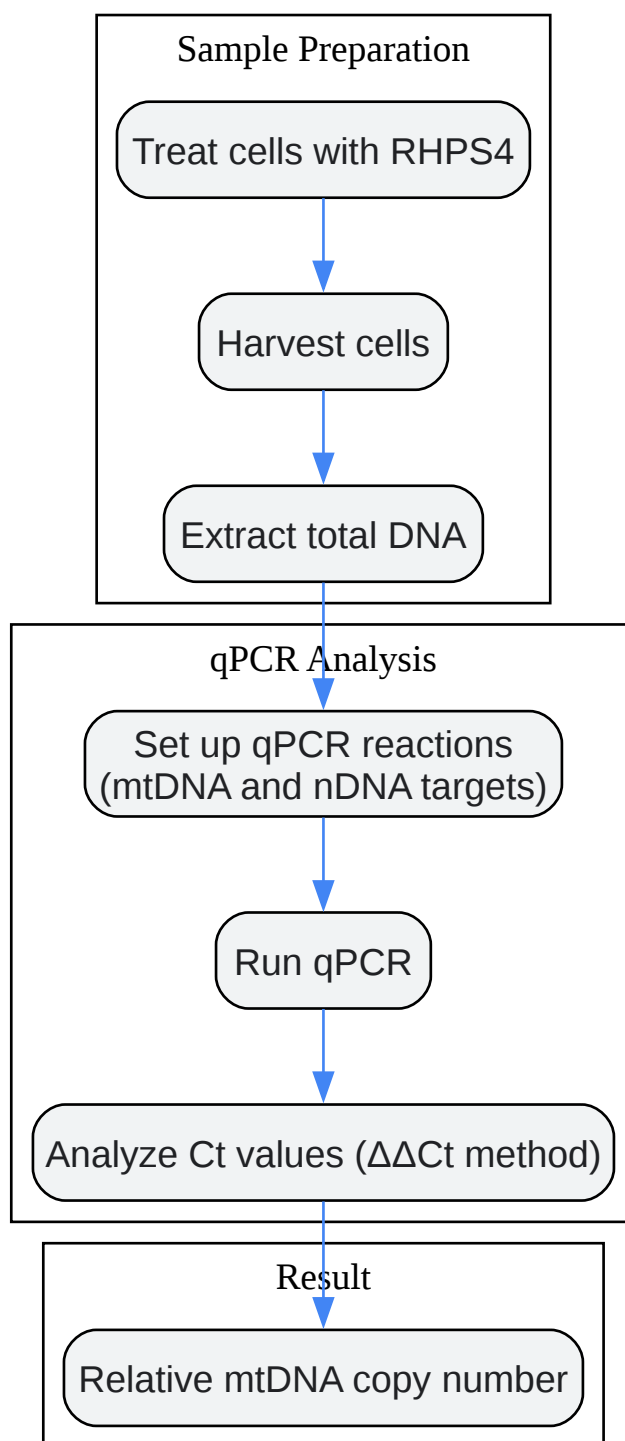 Sample Preparation
Treat cells with RHPS4
Harvest cells
Extract total DNA
qPCR Analysis
Set up qPCR reactions
(mtDNA and nDNA targets)
Run qPCR
Analyze Ct values (ΔΔCt method)
Result
Relative mtDNA copy number